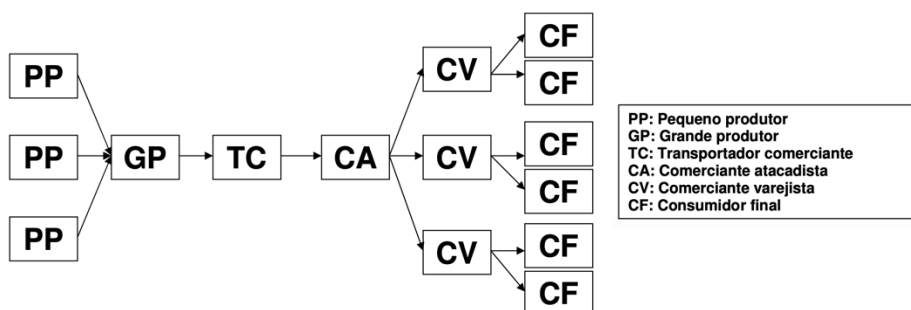 CF
CV
PP
CF
CF
PP
GP
TC
CA
CV
CF
CF
PP
CV
CF
PP: Pequeno produtor
GP: Grande produtor
TC: Transportador comerciante
CA: Comerciante atacadista
CV: Comerciante varejista
CF: Consumidor final